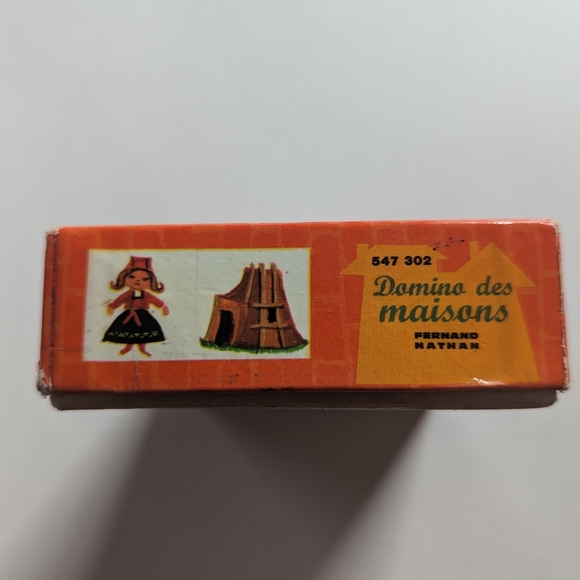 547 302
Domino des
maisons
FERNAND
NATHAN